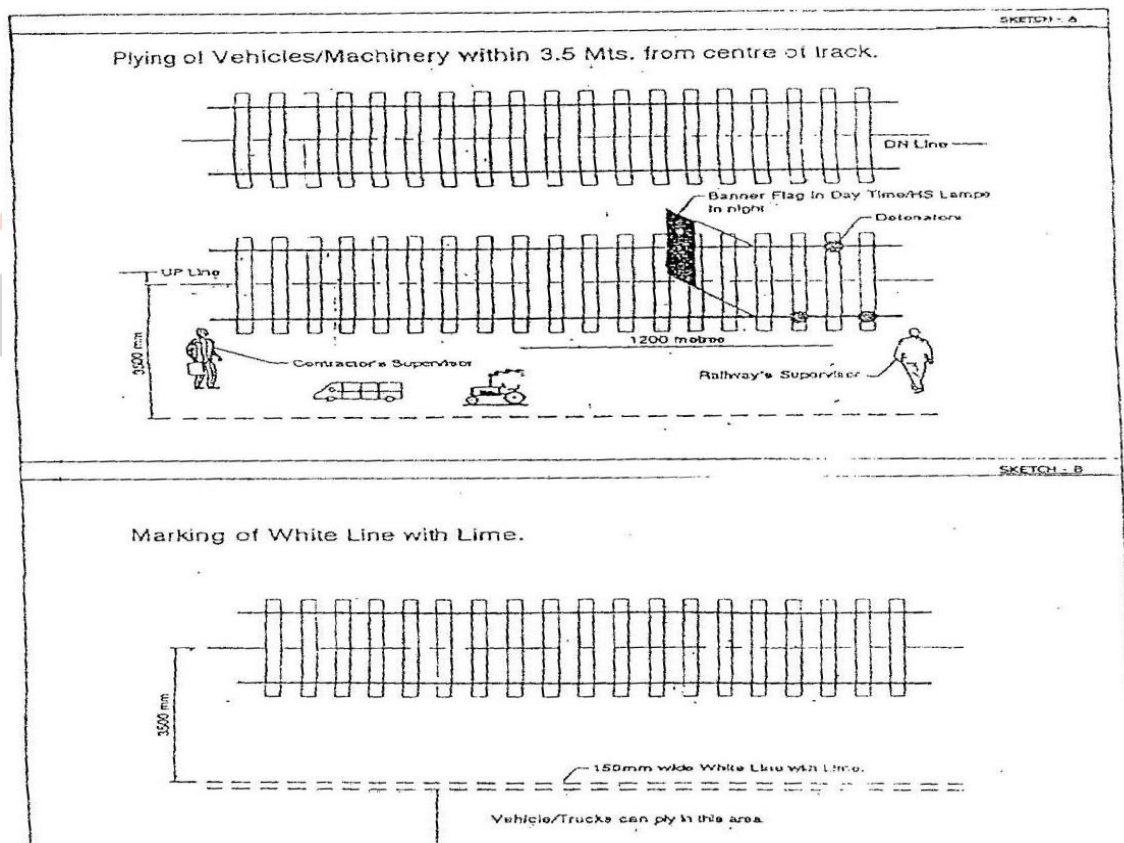 SKETCH - A
Plying of Vehicles/Machinery within 3.5 Mts. from centre of track.
DN Line
Banner Flag in Day Time/HS Lamps
in night
Detonators
UP Line
3500 mm
1200 metres
Contractor's Supervisor
Railway's Supervisor
SKETCH - B
Marking of White Line with Lime.
3500 mm
150mm wide White Line with Lime.
Vehicle/Trucks can ply in this area